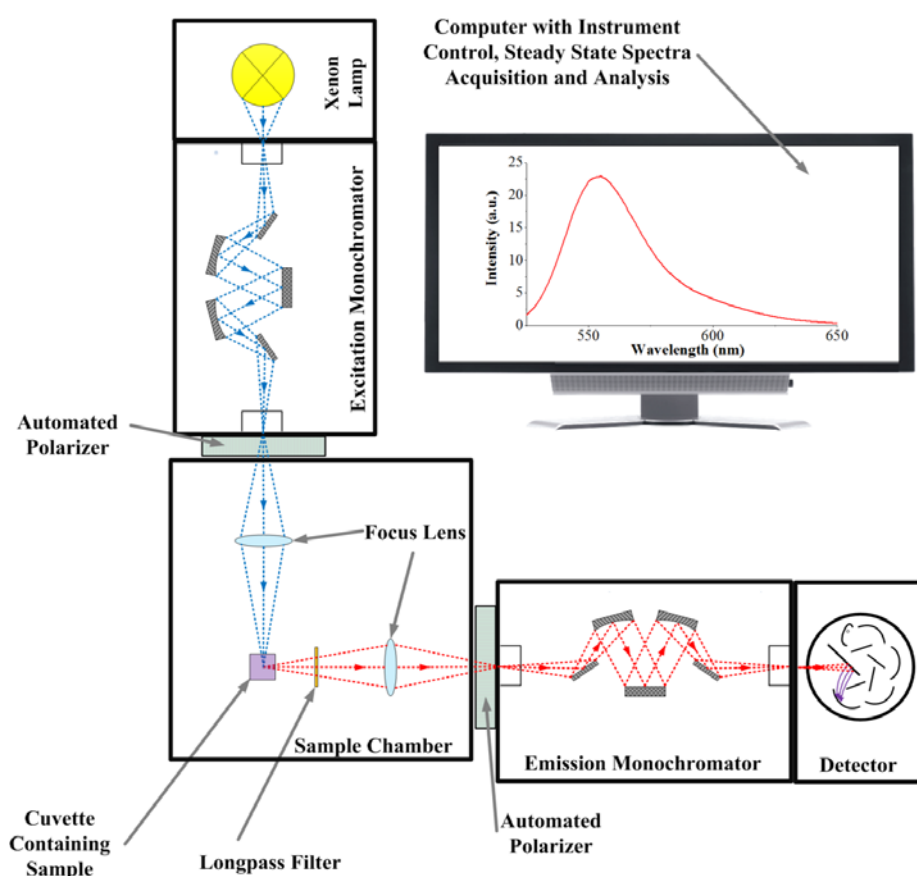 Computer with Instrument
Control, Steady State Spectra
Acquisition and Analysis
Xenon
Lamp
Excitation Monochromator
25
20
15
10
5
0
Intensity (a.u.)
550
600
650
Wavelength (nm)
Automated
Polarizer
Focus Lens
Sample Chamber
Emission Monochromator
Detector
Cuvette
Containing
Sample
Longpass Filter
Automated
Polarizer